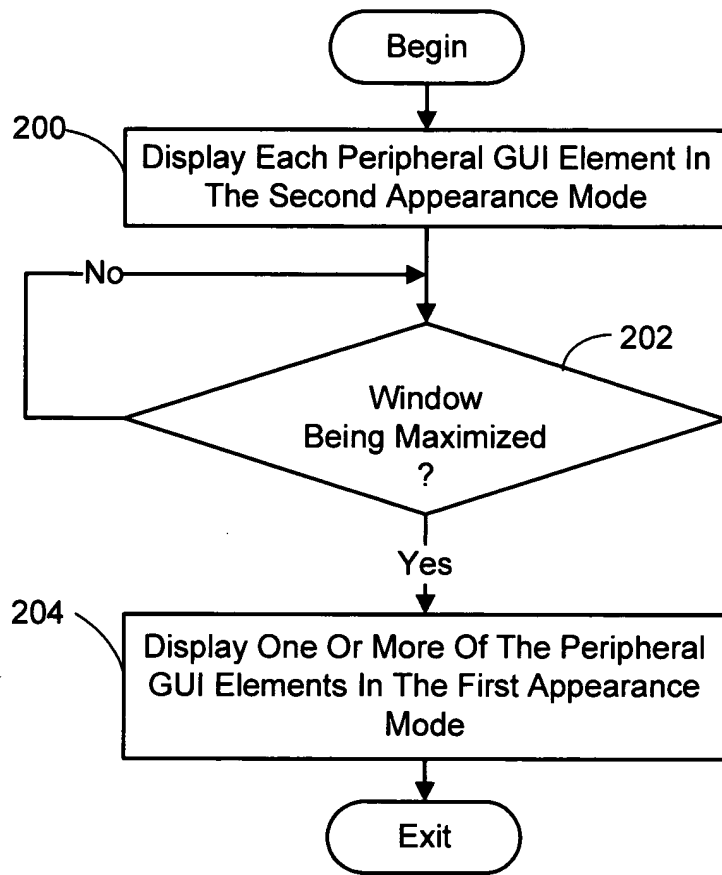 Begin
200
Display Each Peripheral GUI Element In
The Second Appearance Mode
No
202
Window
Being Maximized
?
Yes
204
Display One Or More Of The Peripheral
GUI Elements In The First Appearance
Mode
Exit